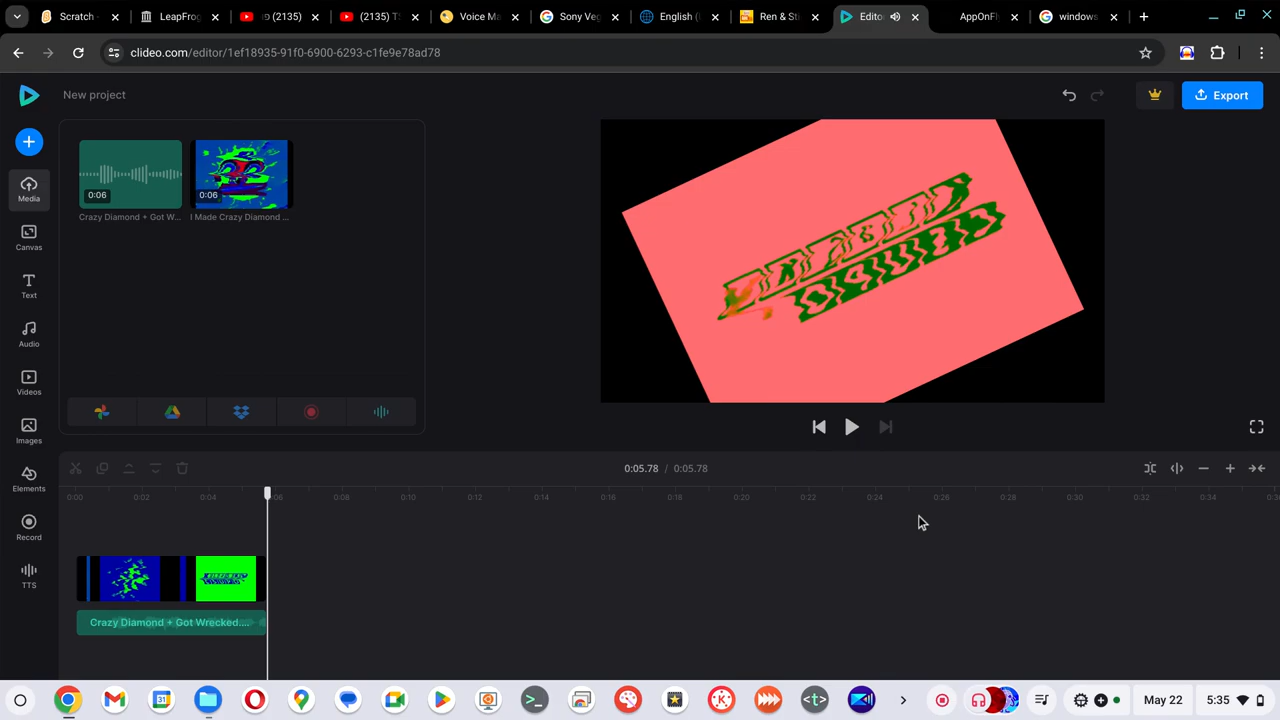 Scratch -
LeapFrog
(2135)
(2135) T
Voice Ma
Sony Veg
English (
Ren & St
Edito
AppOnFl
windows
clideo.com/editor/1ef18935-91f0-6900-6293-c1fe9e78ad78
New project
Export
Media
Canvas
Text
Audio
Videos
Images
Elements
Record
TTS
0:06
0:06
Crazy Diamond + Got W...
I Made Crazy Diamond ...
0:05.78 / 0:05.78
0:00 0:02 0:04 :06 0:08 0:10 0:12 0:14 0:16 0:18 0:20 0:22 0:24 0:26 0:28 0:30 0:32 0:34
Crazy Diamond + Got Wrecked....
31
May 22
5:35